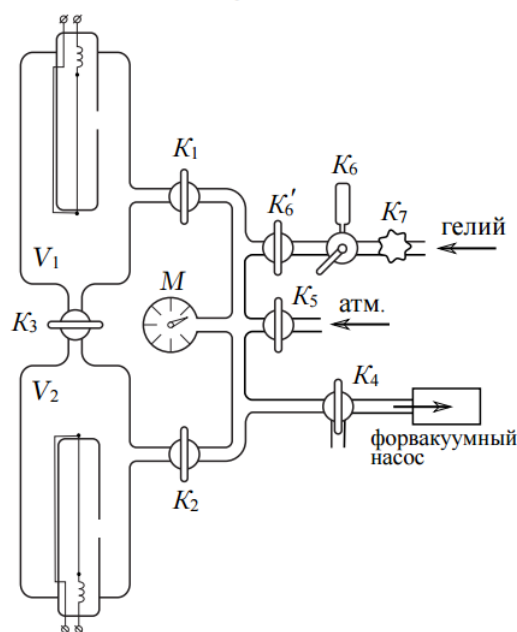 K₁
K₆
K₆′
K₇
гелий
V₁
M
K₃
K₅
атм.
V₂
K₄
форвакуумный
насос
K₂